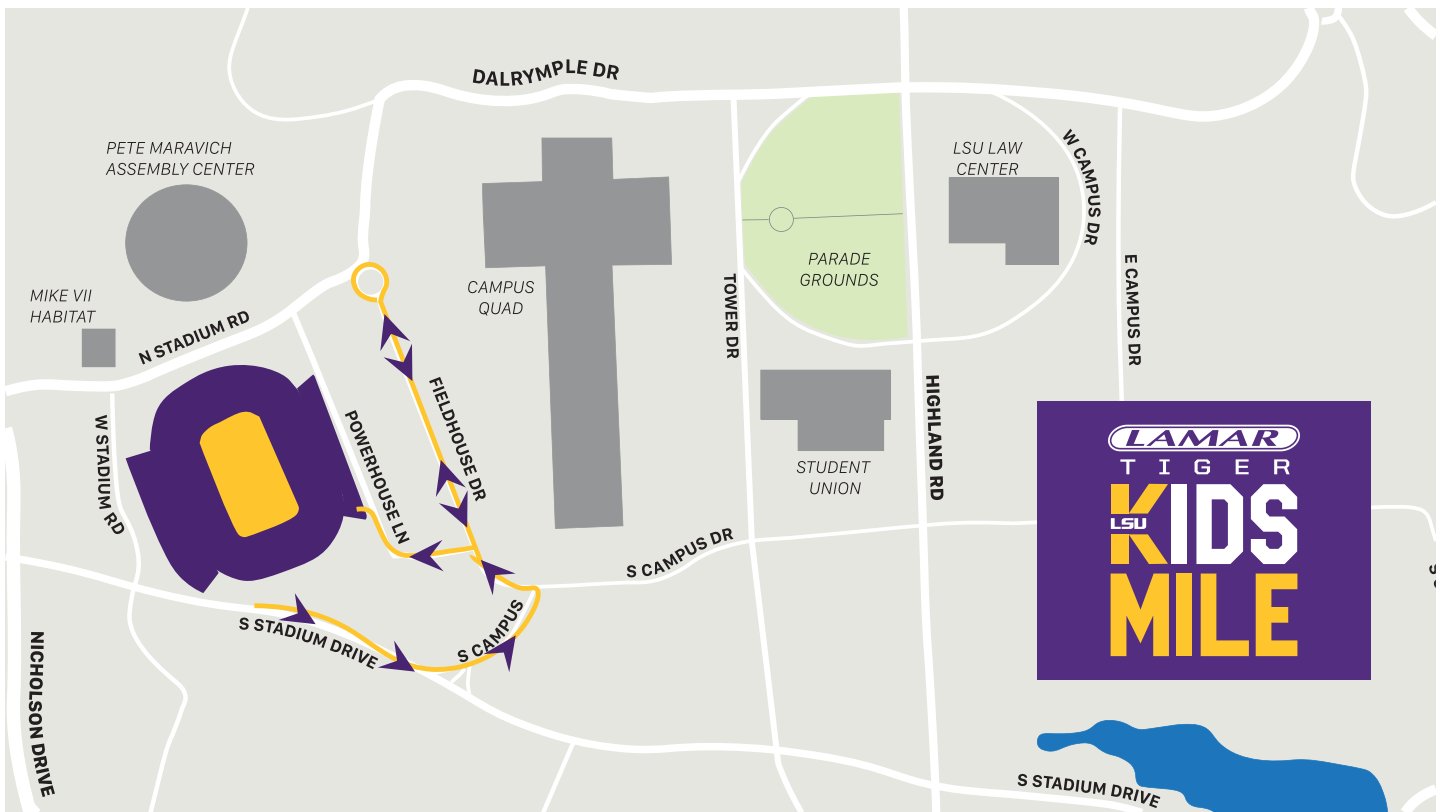 DALRYMPLE DR
PETE MARAVICH
ASSEMBLY CENTER
LSU LAW
CENTER
W CAMPUS DR
E CAMPUS DR
MIKE VII
HABITAT
N STADIUM RD
CAMPUS
QUAD
TOWER DR
PARADE
GROUNDS
HIGHLAND RD
W STADIUM RD
POWERHOUSE LN
FIELDHOUSE DR
STUDENT
UNION
S CAMPUS DR
LAMAR
TIGER
KIDS
LSU
MILE
S STADIUM DRIVE
S CAMPUS
NICHOLSON DRIVE
S STADIUM DRIVE